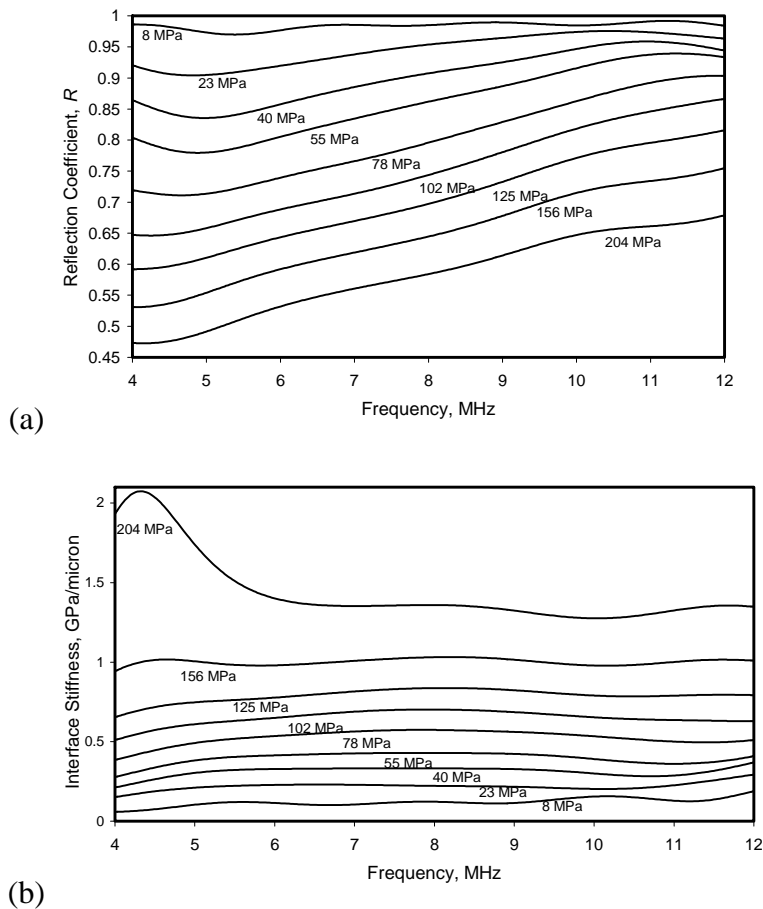 1
0.95
0.9
0.85
0.8
0.75
0.7
0.65
0.6
0.55
0.5
0.45
Reflection Coefficient, R
8 MPa
23 MPa
40 MPa
55 MPa
78 MPa
102 MPa
125 MPa
156 MPa
204 MPa
4 5 6 7 8 9 10 11 12
Frequency, MHz
(a)
2
1.5
1
0.5
0
Interface Stiffness, GPa/micron
204 MPa
156 MPa
125 MPa
102 MPa
78 MPa
55 MPa
40 MPa
23 MPa
8 MPa
4 5 6 7 8 9 10 11 12
Frequency, MHz
(b)